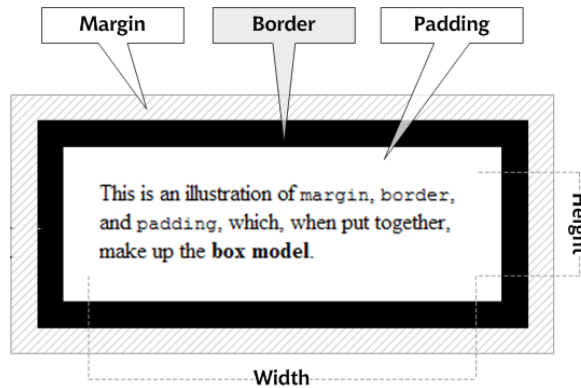 Margin
Border
Padding
This is an illustration of margin, border,
and padding, which, when put together,
make up the box model.
Height
Width